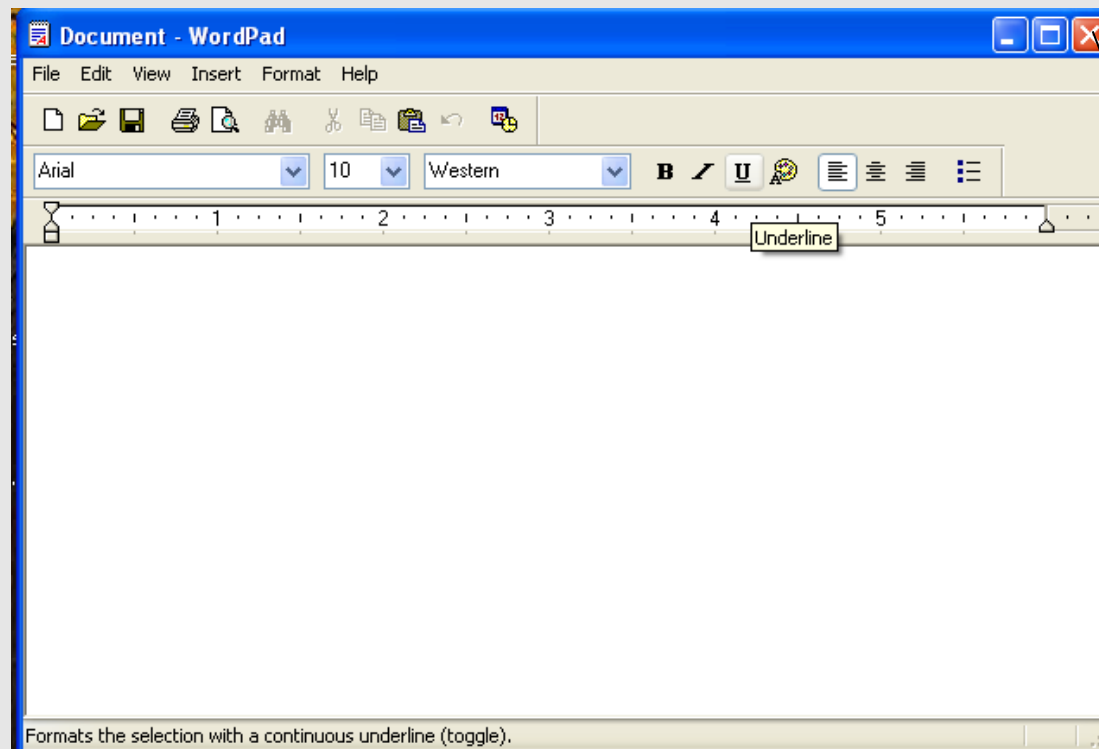 Document - WordPad
File Edit View Insert Format Help
Arial 10 Western B I U
1 2 3 4 5
Underline
Formats the selection with a continuous underline (toggle).